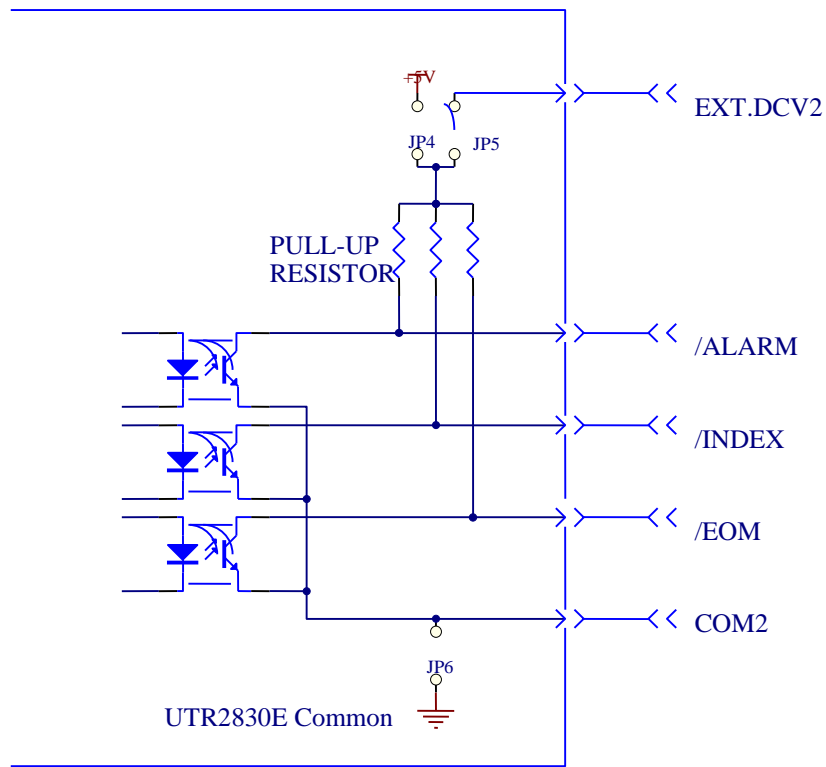 +5V
EXT.DCV2
JP4
JP5
PULL-UP
RESISTOR
/ALARM
/INDEX
/EOM
COM2
JP6
UTR2830E Common